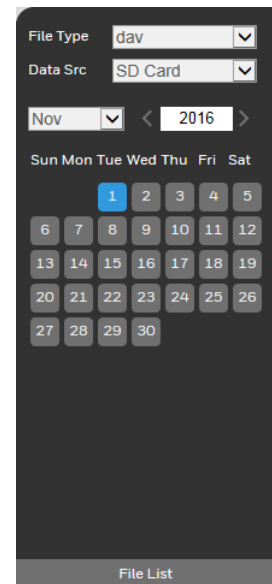 File Type dav
Data Src SD Card
Nov 2016
Sun Mon Tue Wed Thu Fri Sat
1 2 3 4 5
6 7 8 9 10 11 12
13 14 15 16 17 18 19
20 21 22 23 24 25 26
27 28 29 30
File List